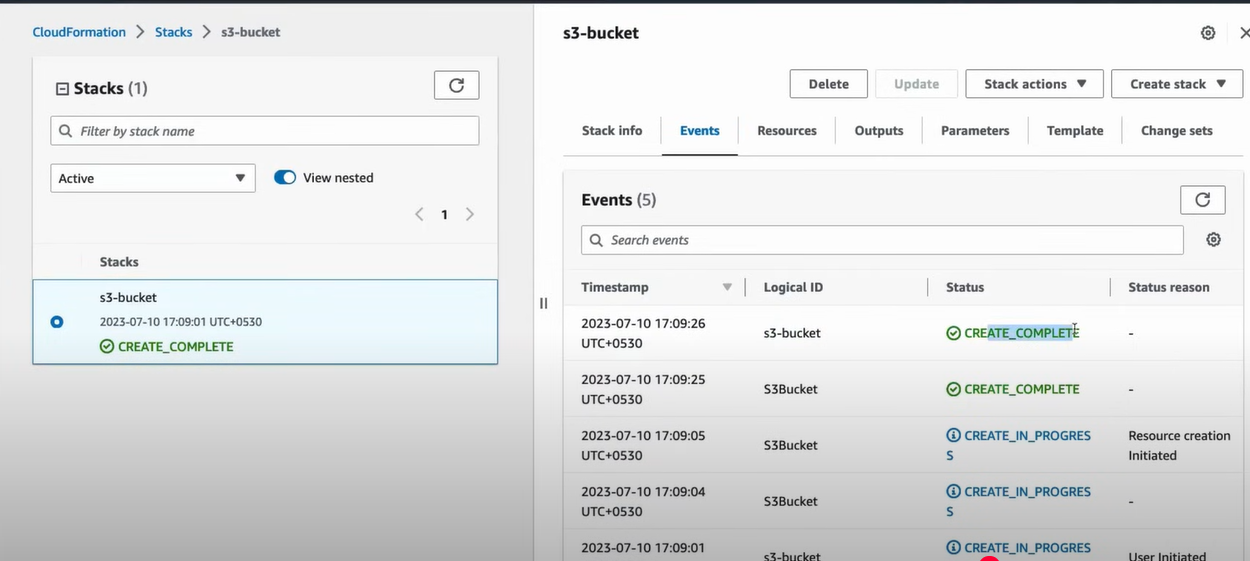 CloudFormation > Stacks > s3-bucket
Stacks (1)
Filter by stack name
Active
View nested
1
Stacks
s3-bucket
2023-07-10 17:09:01 UTC+0530
CREATE_COMPLETE
s3-bucket
Delete Update Stack actions Create stack
Stack info Events Resources Outputs Parameters Template Change sets
Events (5)
Search events
Timestamp Logical ID Status Status reason
2023-07-10 17:09:26 s3-bucket CREATE_COMPLETE -
UTC+0530
2023-07-10 17:09:25 S3Bucket CREATE_COMPLETE -
UTC+0530
2023-07-10 17:09:05 S3Bucket CREATE_IN_PROGRES Resource creation
UTC+0530 S Initiated
2023-07-10 17:09:04 S3Bucket CREATE_IN_PROGRES -
UTC+0530 S
2023-07-10 17:09:01 s3-bucket CREATE_IN_PROGRES User Initiated